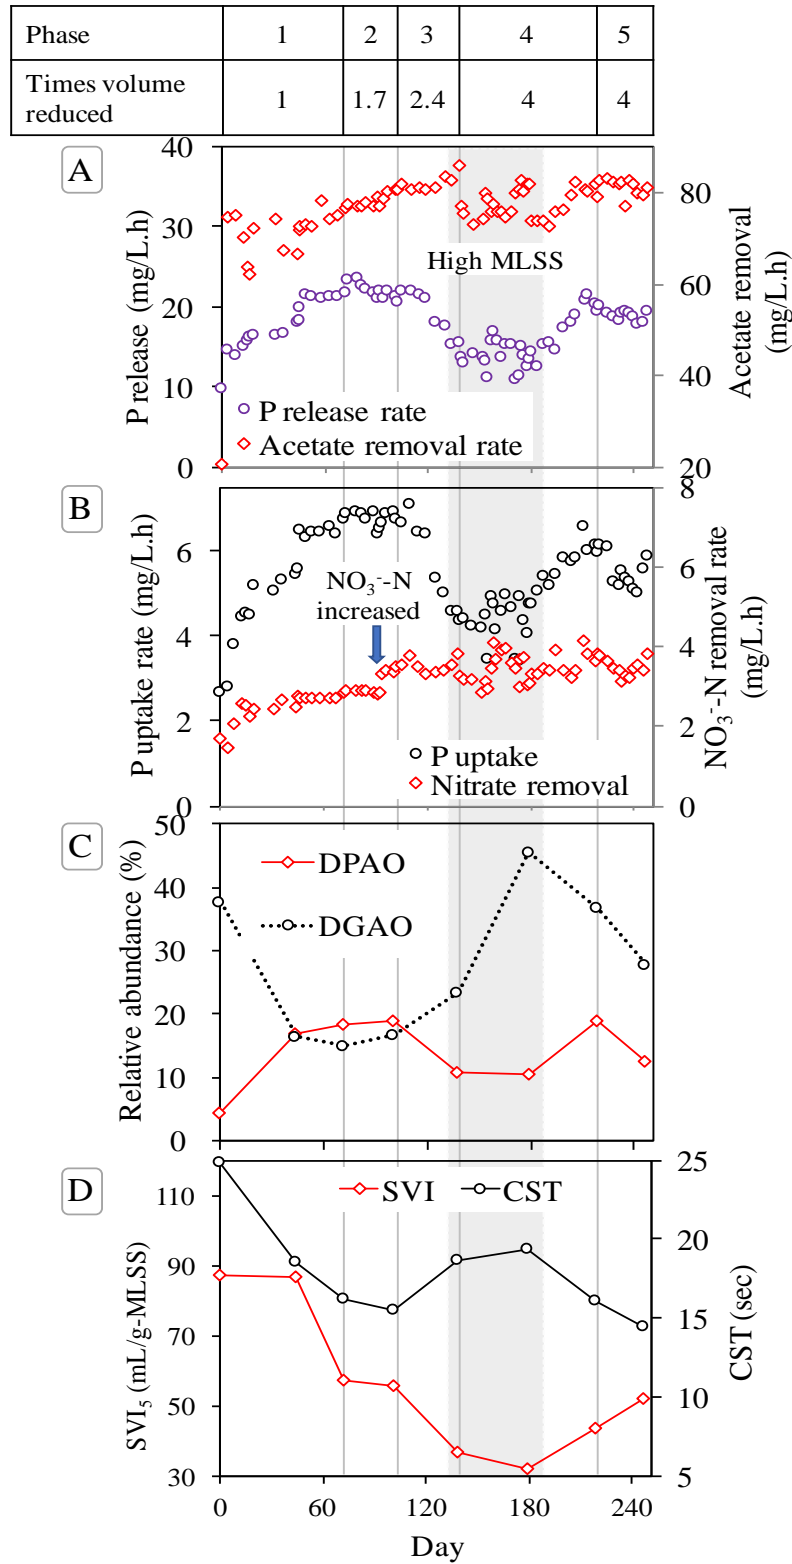 Phase 1 2 3 4 5
Times volume
reduced 1 1.7 2.4 4 4
A
40
30
20
10
0
P release (mg/L.h)
80
60
40
20
Acetate removal
(mg/L.h)
High MLSS
P release rate
Acetate removal rate
B
6
4
2
0
P uptake rate (mg/L.h)
8
6
4
2
0
NO₃⁻-N removal rate
(mg/L.h)
NO₃⁻-N
increased
P uptake
Nitrate removal
C
50
40
30
20
10
0
Relative abundance (%)
DPAO
DGAO
D
110
90
70
50
30
SVI₅ (mL/g-MLSS)
SVI CST
25
20
15
10
5
CST (sec)
0 60 120 180 240
Day